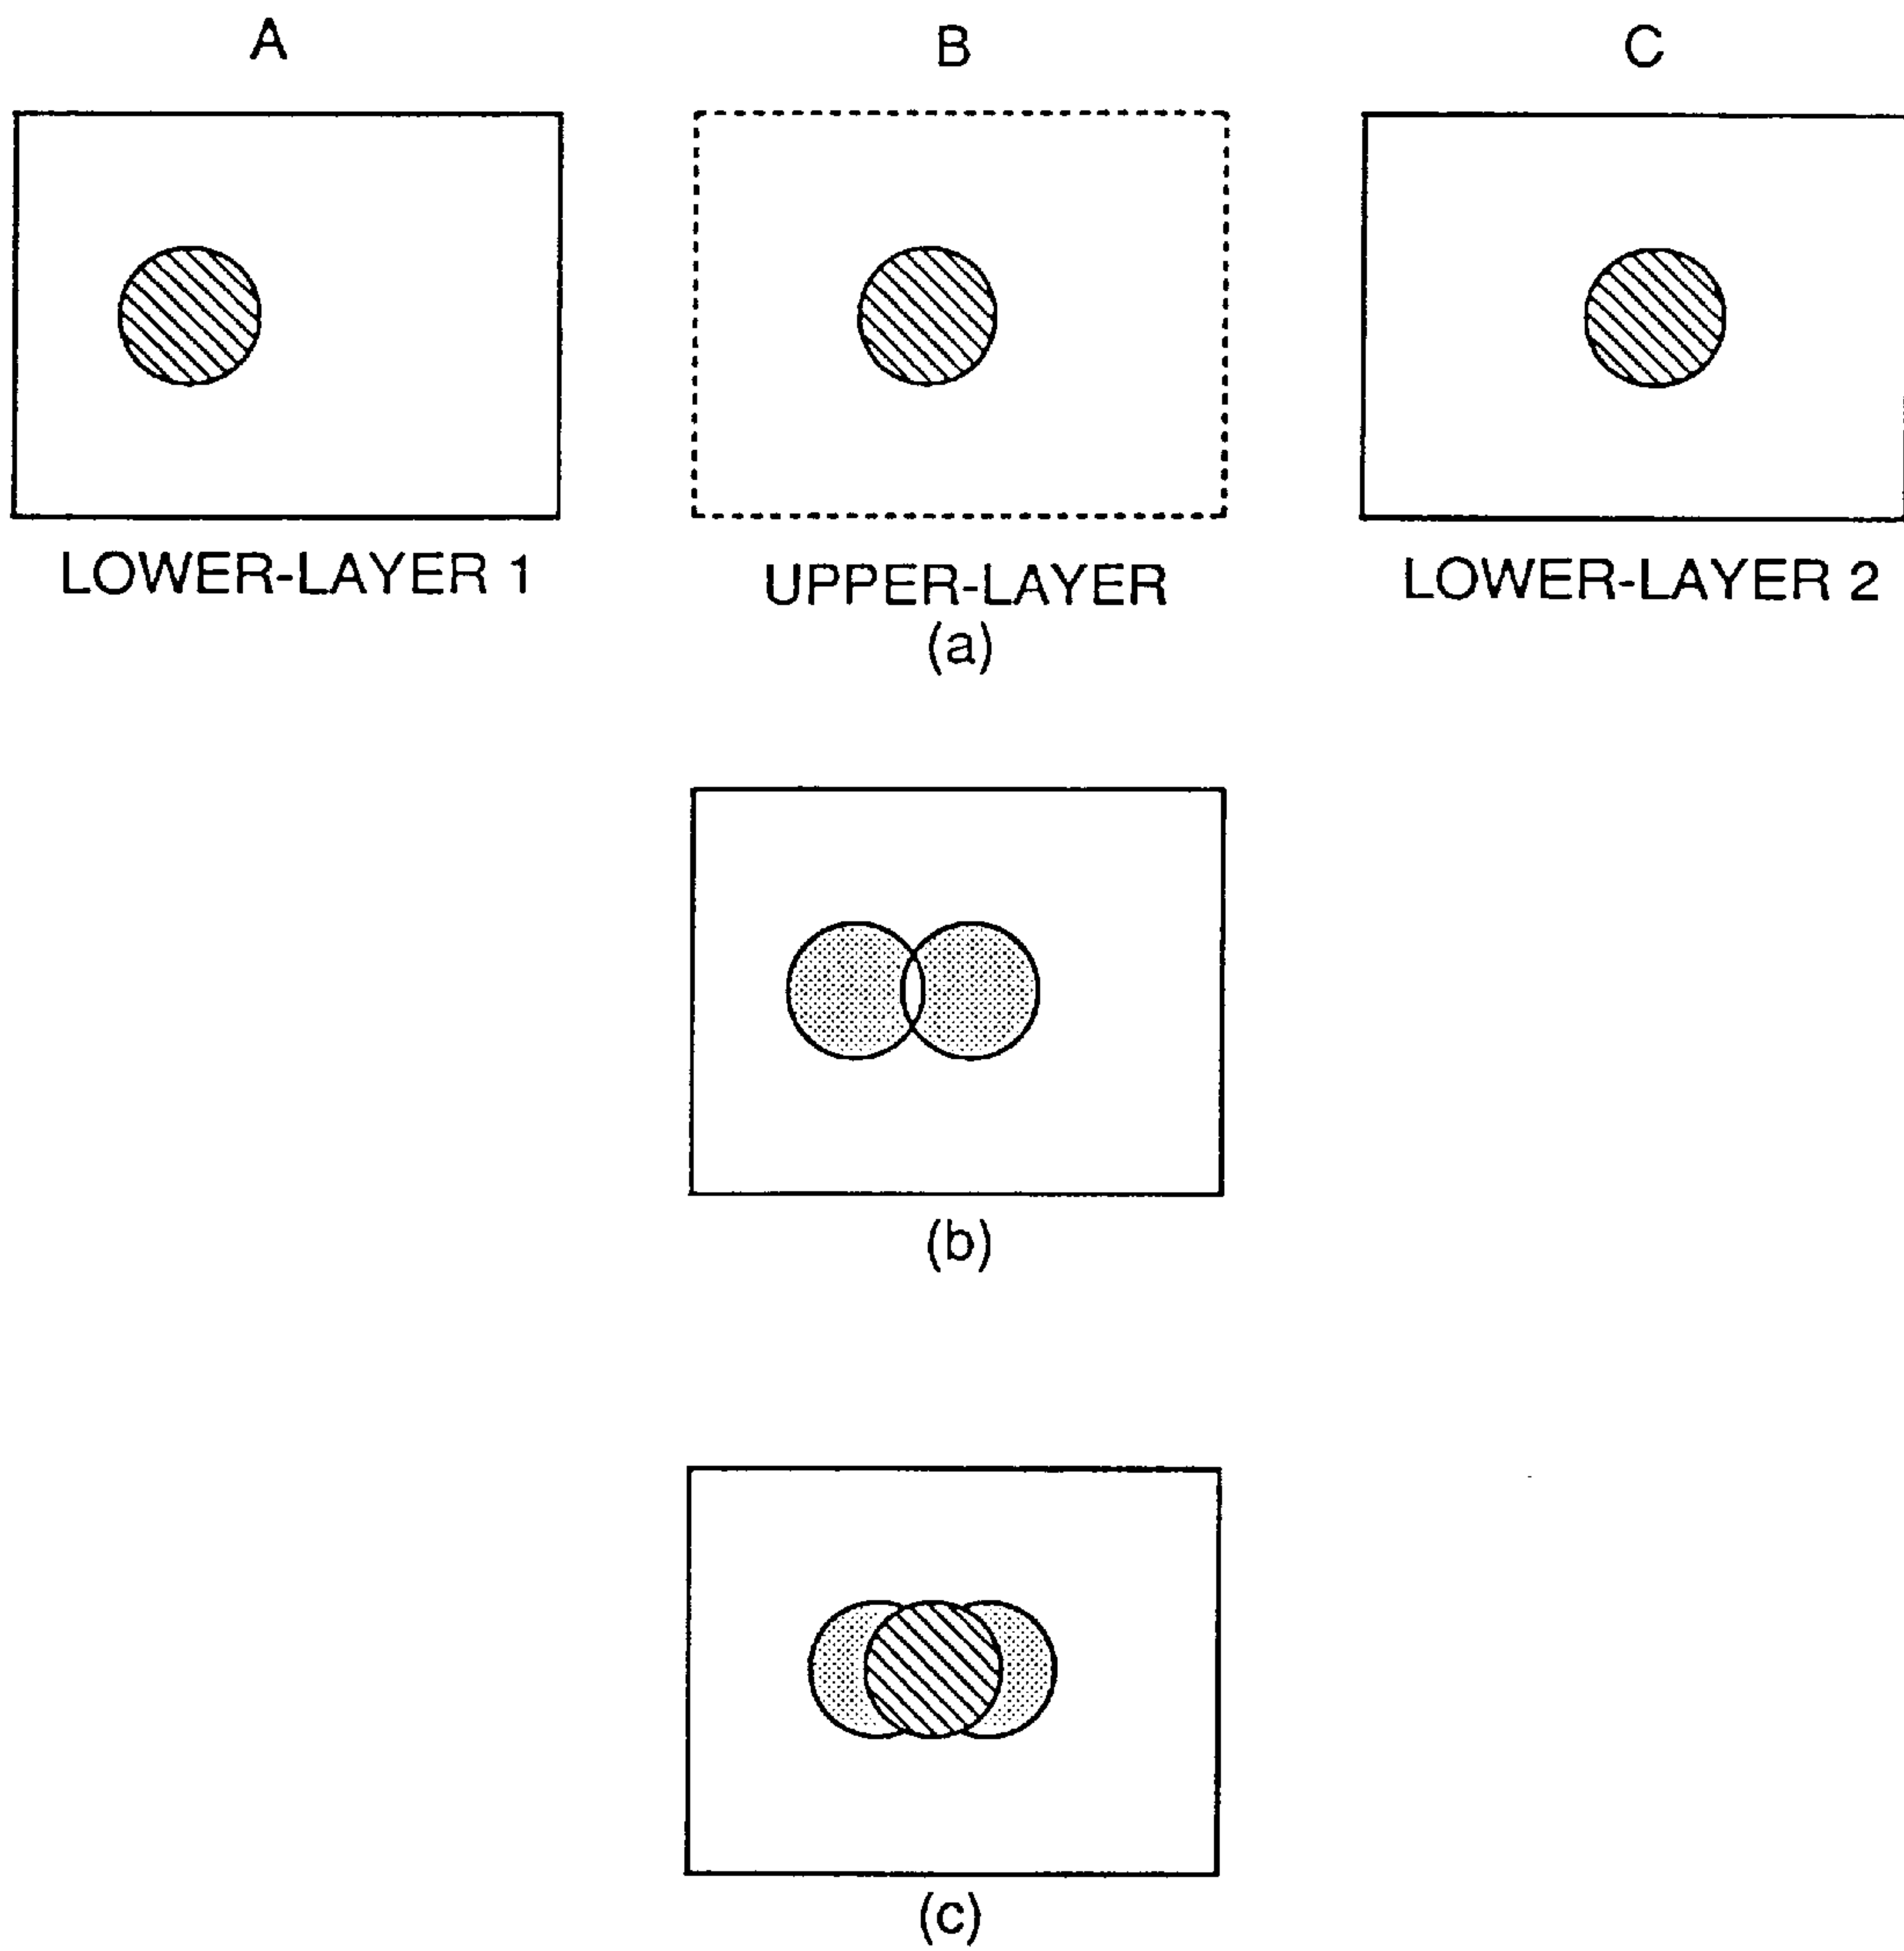 A B C
LOWER-LAYER 1 UPPER-LAYER LOWER-LAYER 2
(a)
(b)
(c)